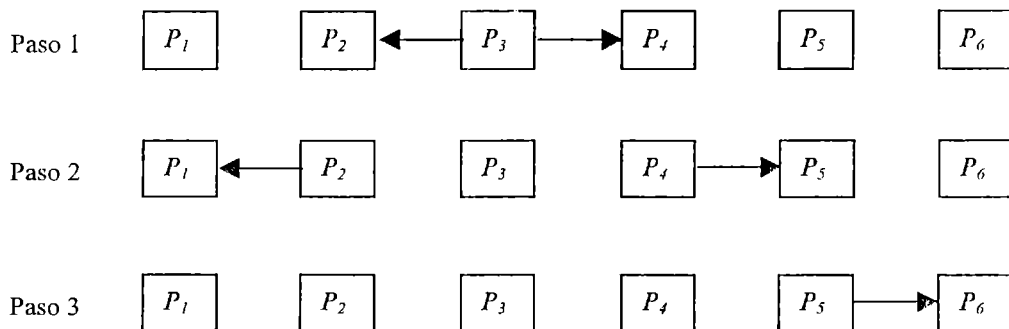 Paso 1 P1 P2 P3 P4 P5 P6
Paso 2 P1 P2 P3 P4 P5 P6
Paso 3 P1 P2 P3 P4 P5 P6